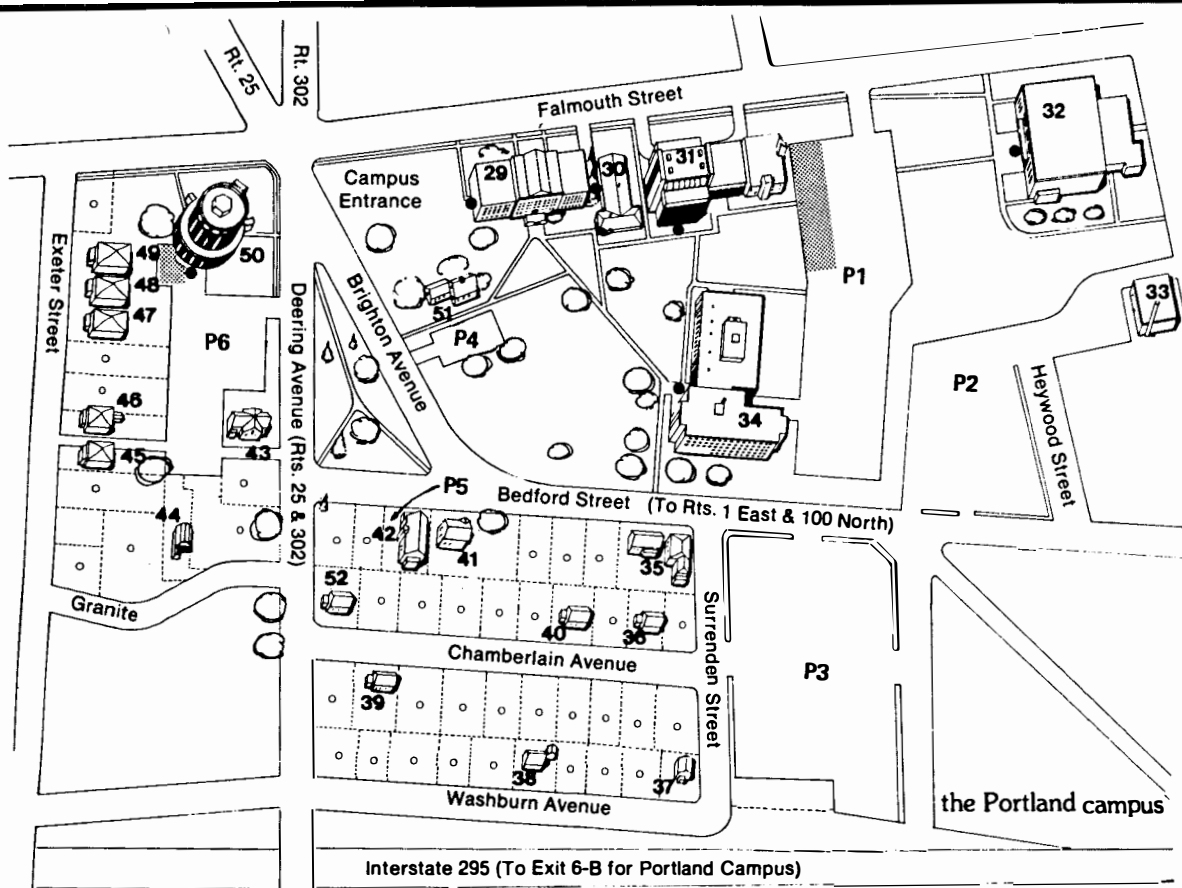 Rt. 25
Rt. 302
Falmouth Street
Campus
Entrance
29
30
31
32
33
34
P1
P2
Heywood Street
Exeter Street
49
48
47
50
P6
46
45
43
44
Deering Avenue (Rts. 25 & 302)
Brighton Avenue
51
P4
P5
Bedford Street (To Rts. 1 East & 100 North)
42
41
35
52
40
36
Granite
Chamberlain Avenue
Surrenden Street
P3
39
38
37
Washburn Avenue
the Portland campus
Interstate 295 (To Exit 6-B for Portland Campus)